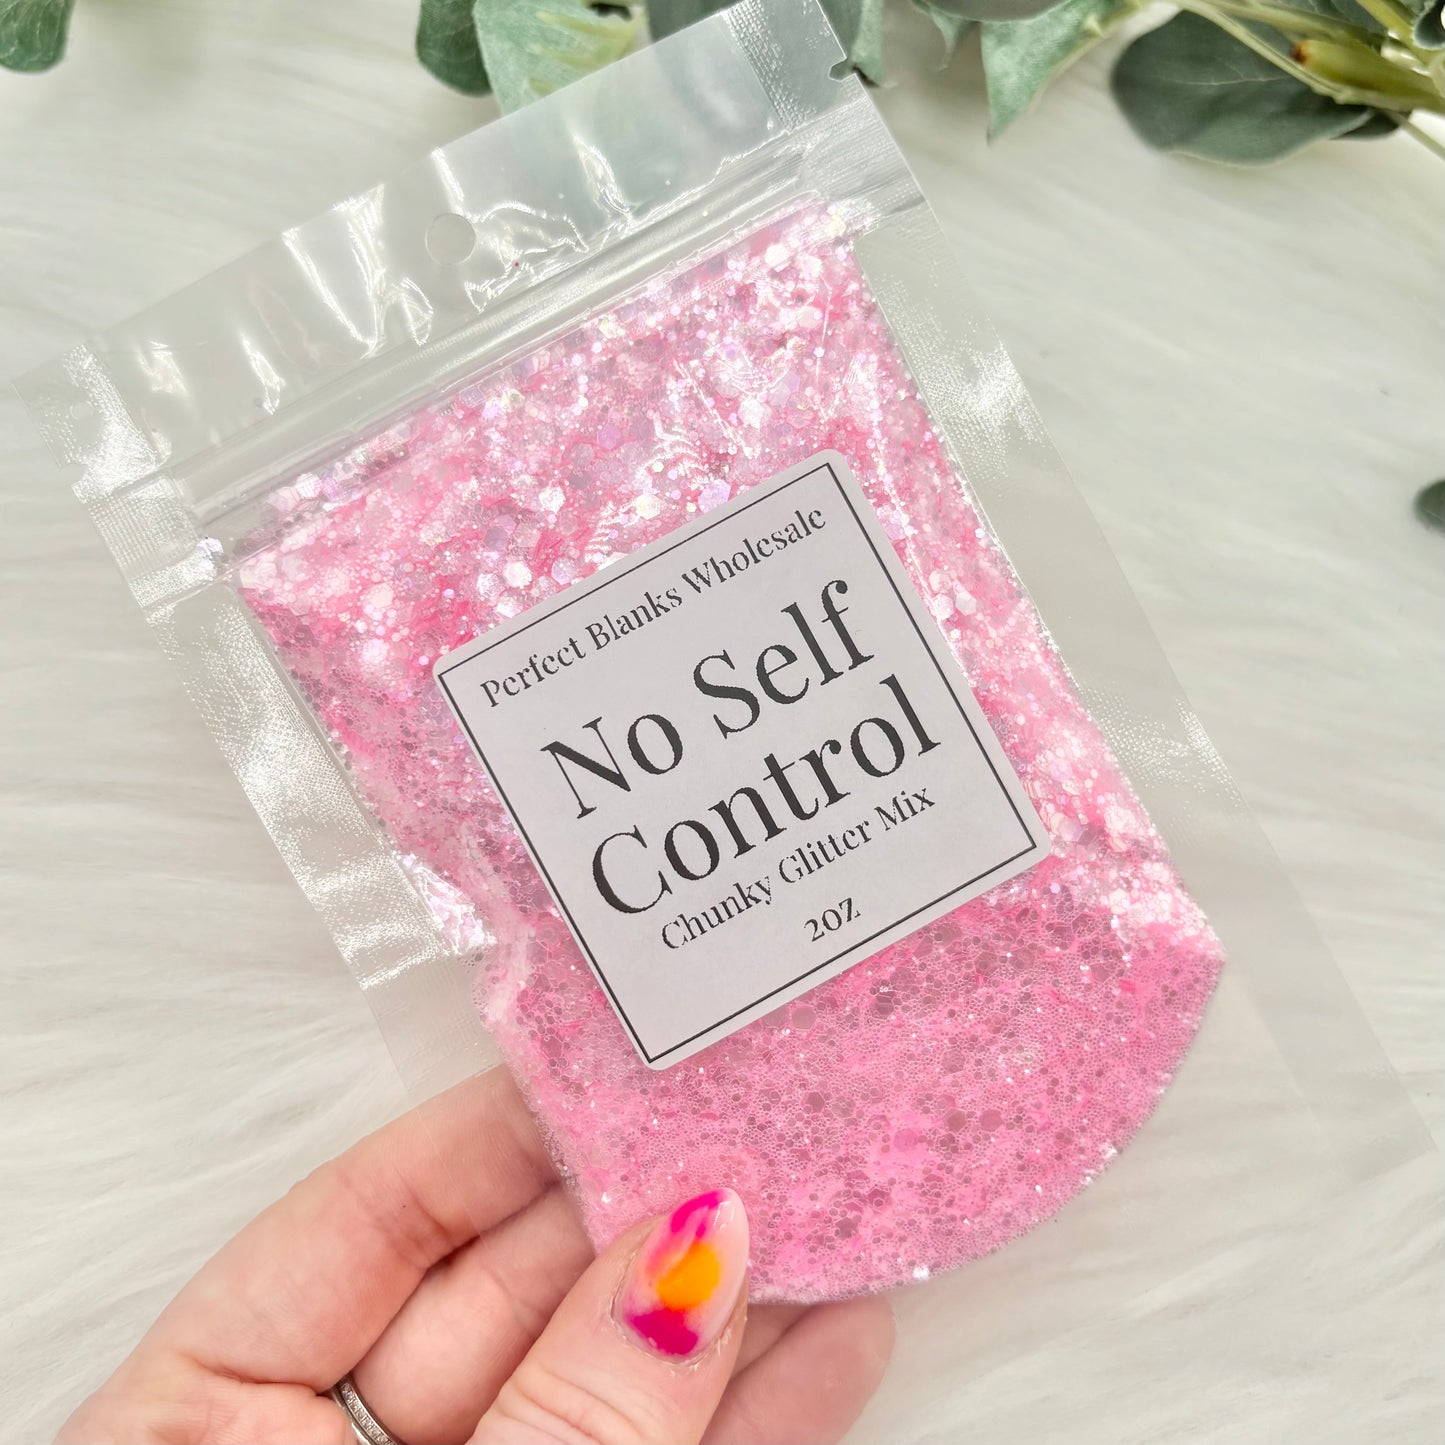 Perfect Blanks Wholesale
No Self
Control
Chunky Glitter Mix
2oz